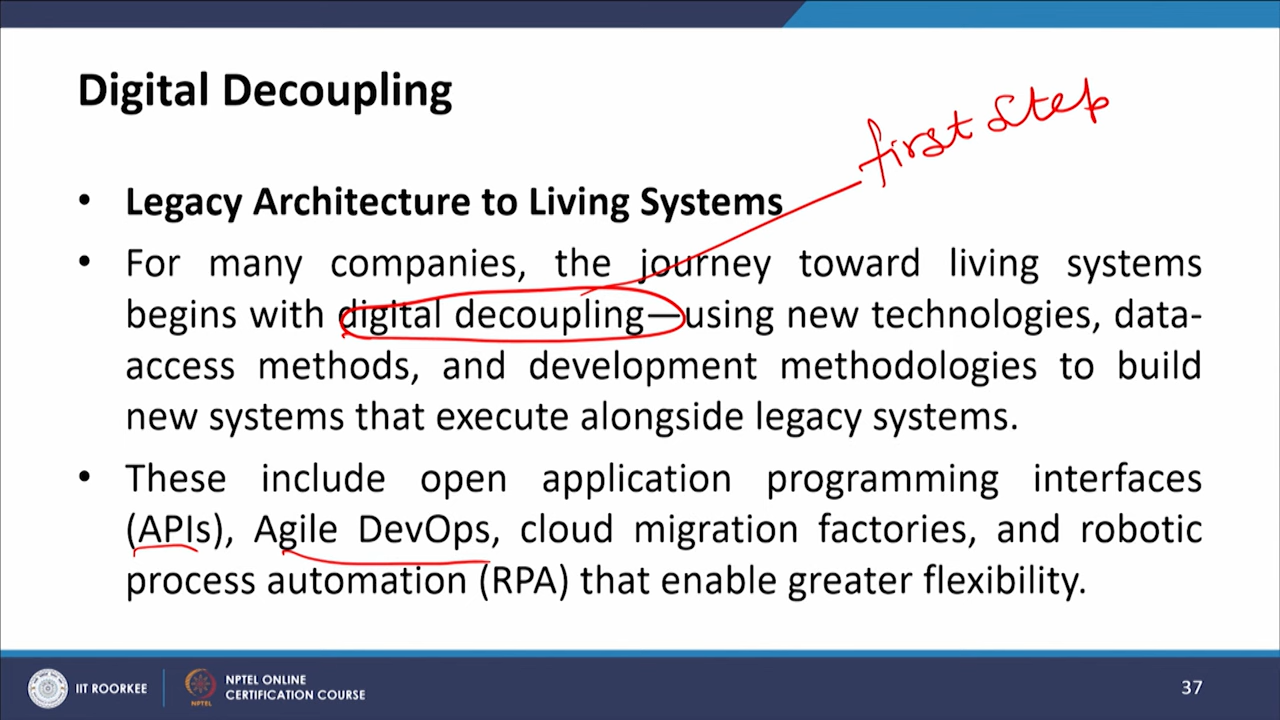 Digital Decoupling
first step
• Legacy Architecture to Living Systems
• For many companies, the journey toward living systems
begins with digital decoupling—using new technologies, data-
access methods, and development methodologies to build
new systems that execute alongside legacy systems.
• These include open application programming interfaces
(APIs), Agile DevOps, cloud migration factories, and robotic
process automation (RPA) that enable greater flexibility.
IIT ROORKEE
NPTEL
NPTEL ONLINE
CERTIFICATION COURSE
37